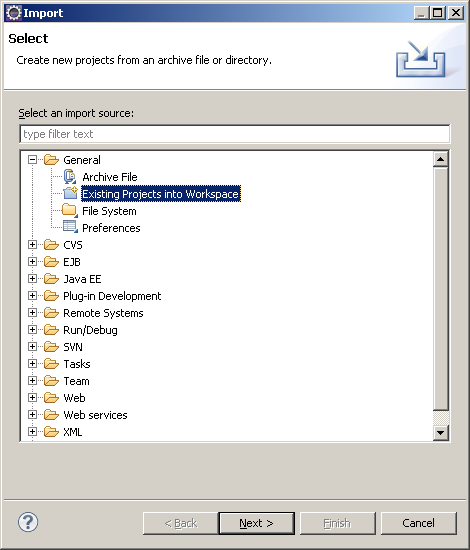 Import
Select
Create new projects from an archive file or directory.
Select an import source:
type filter text
General
Archive File
Existing Projects into Workspace
File System
Preferences
CVS
EJB
Java EE
Plug-in Development
Remote Systems
Run/Debug
SVN
Tasks
Team
Web
Web services
XML
? < Back Next > Finish Cancel